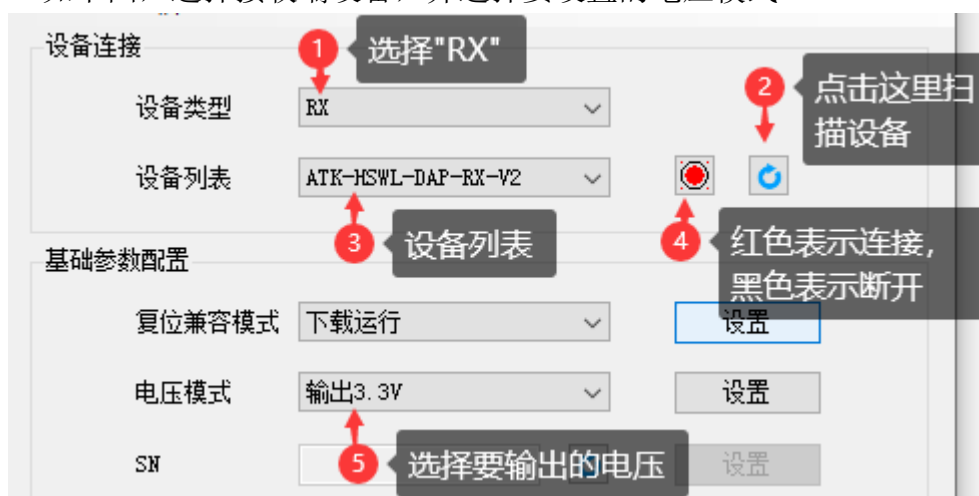 设备连接
1 选择"RX"
设备类型 RX
2 点击这里扫
描设备
设备列表 ATK-HSWL-DAP-RX-V2
3 设备列表
4 红色表示连接,
黑色表示断开
基础参数配置
复位兼容模式 下载运行 设置
电压模式 输出3.3V 设置
SN 设置
5 选择要输出的电压